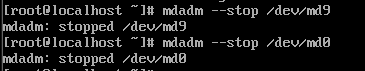 [root@localhost ~]# mdadm --stop /dev/md9
mdadm: stopped /dev/md9
[root@localhost ~]# mdadm --stop /dev/md0
mdadm: stopped /dev/md0